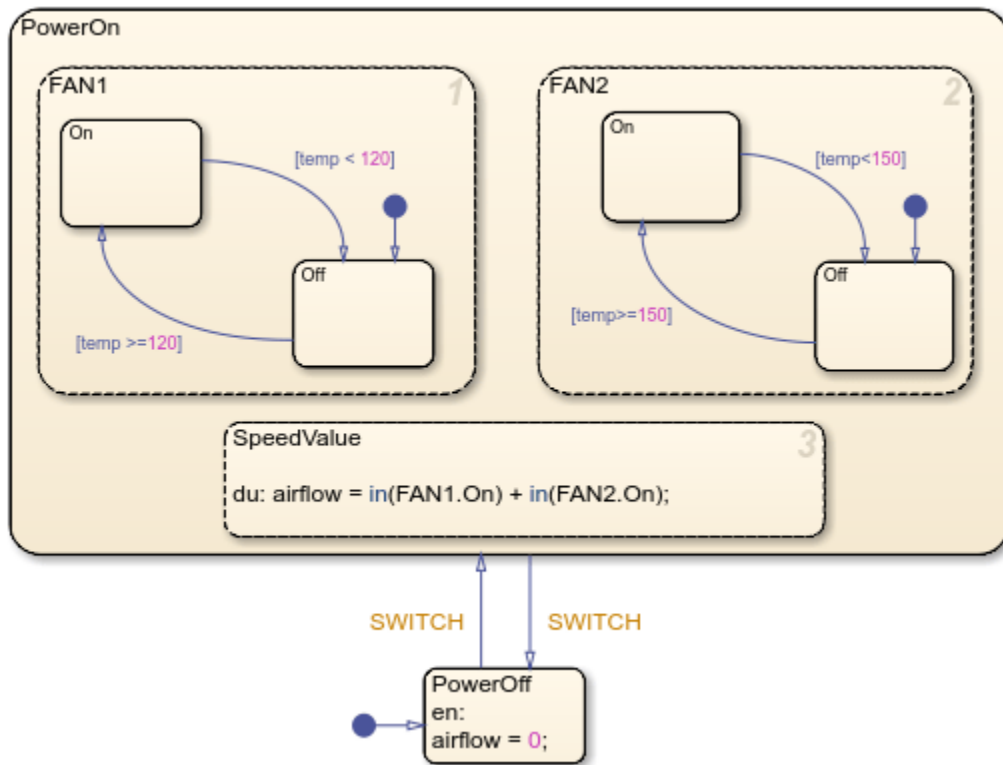 PowerOn
FAN1
1
On
[temp < 120]
Off
[temp >=120]
FAN2
2
On
[temp<150]
Off
[temp>=150]
SpeedValue
3
du: airflow = in(FAN1.On) + in(FAN2.On);
SWITCH
SWITCH
PowerOff
en:
airflow = 0;